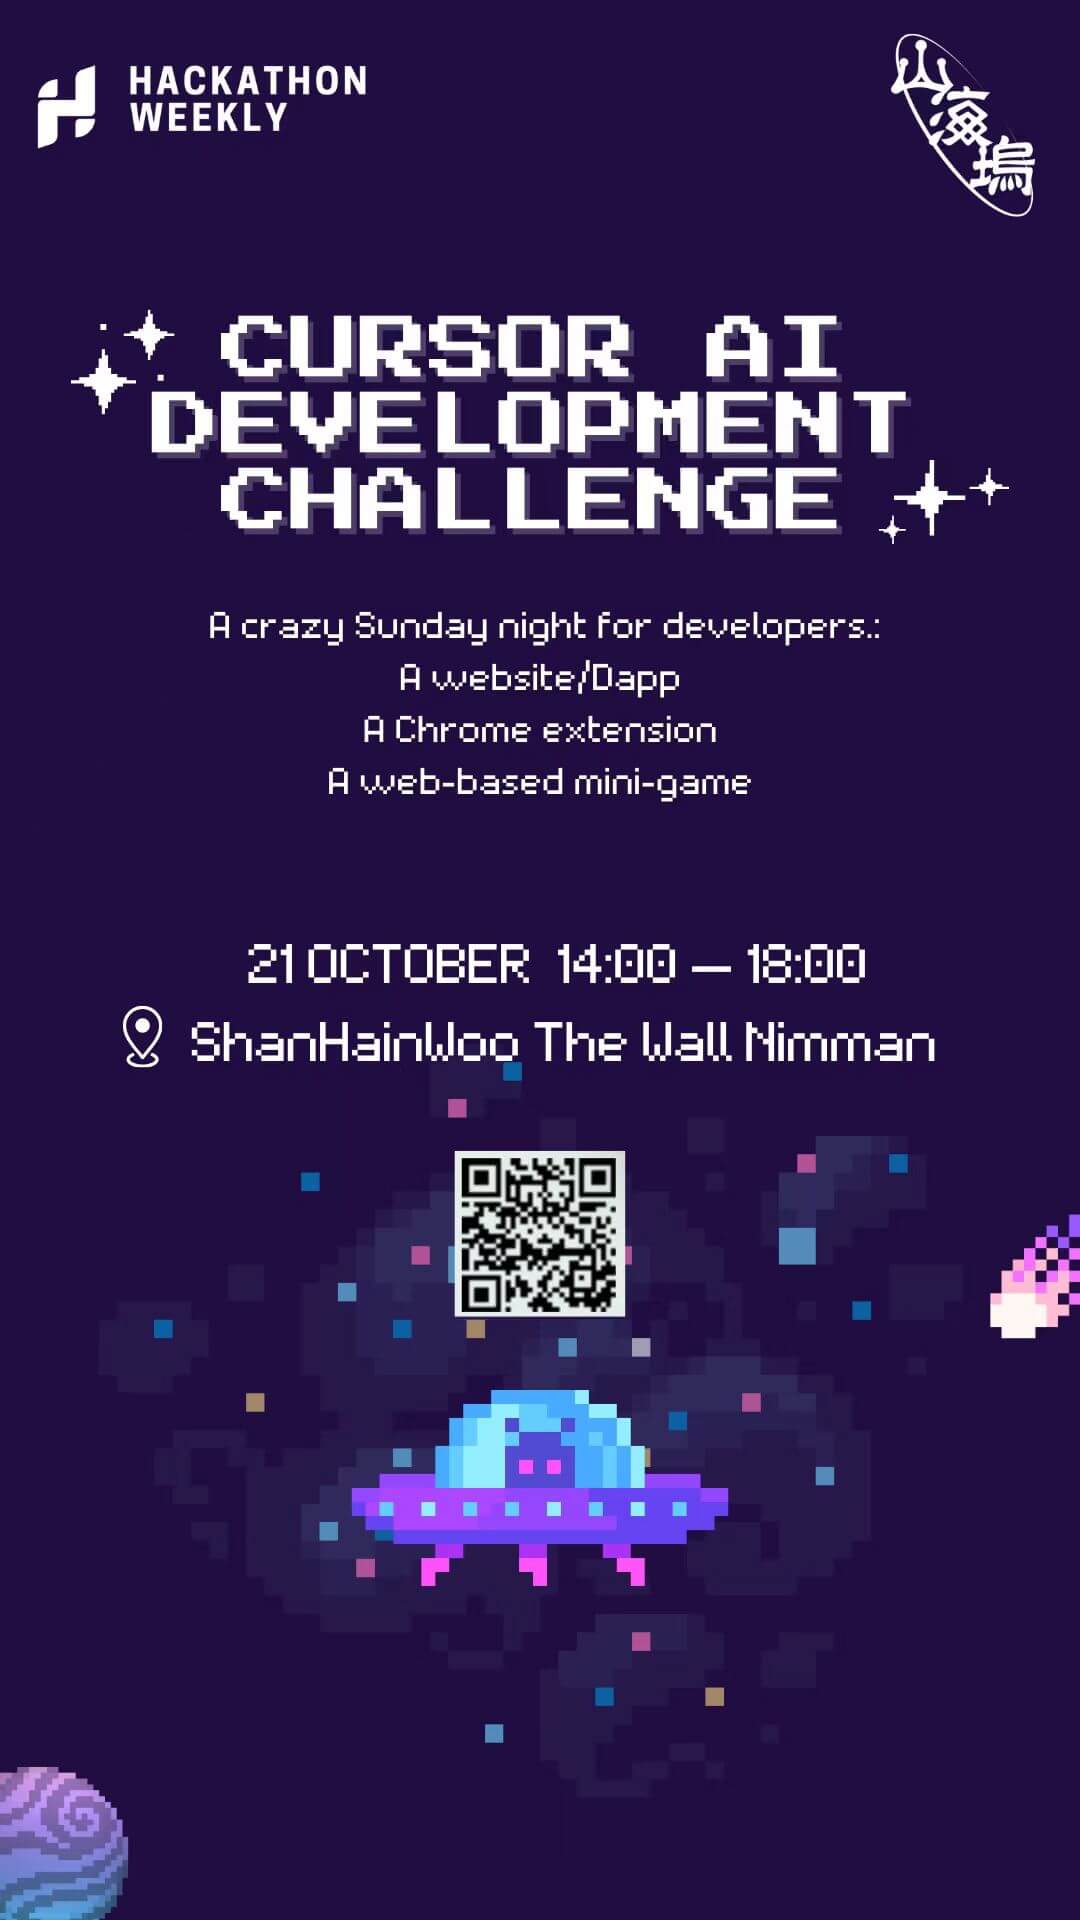 HACKATHON
WEEKLY
山海塢
CURSOR AI
DEVELOPMENT
CHALLENGE
A crazy Sunday night for developers.:
A website/Dapp
A Chrome extension
A web-based mini-game
21 OCTOBER 14:00 — 18:00
ShanHainWoo The Wall Nimman